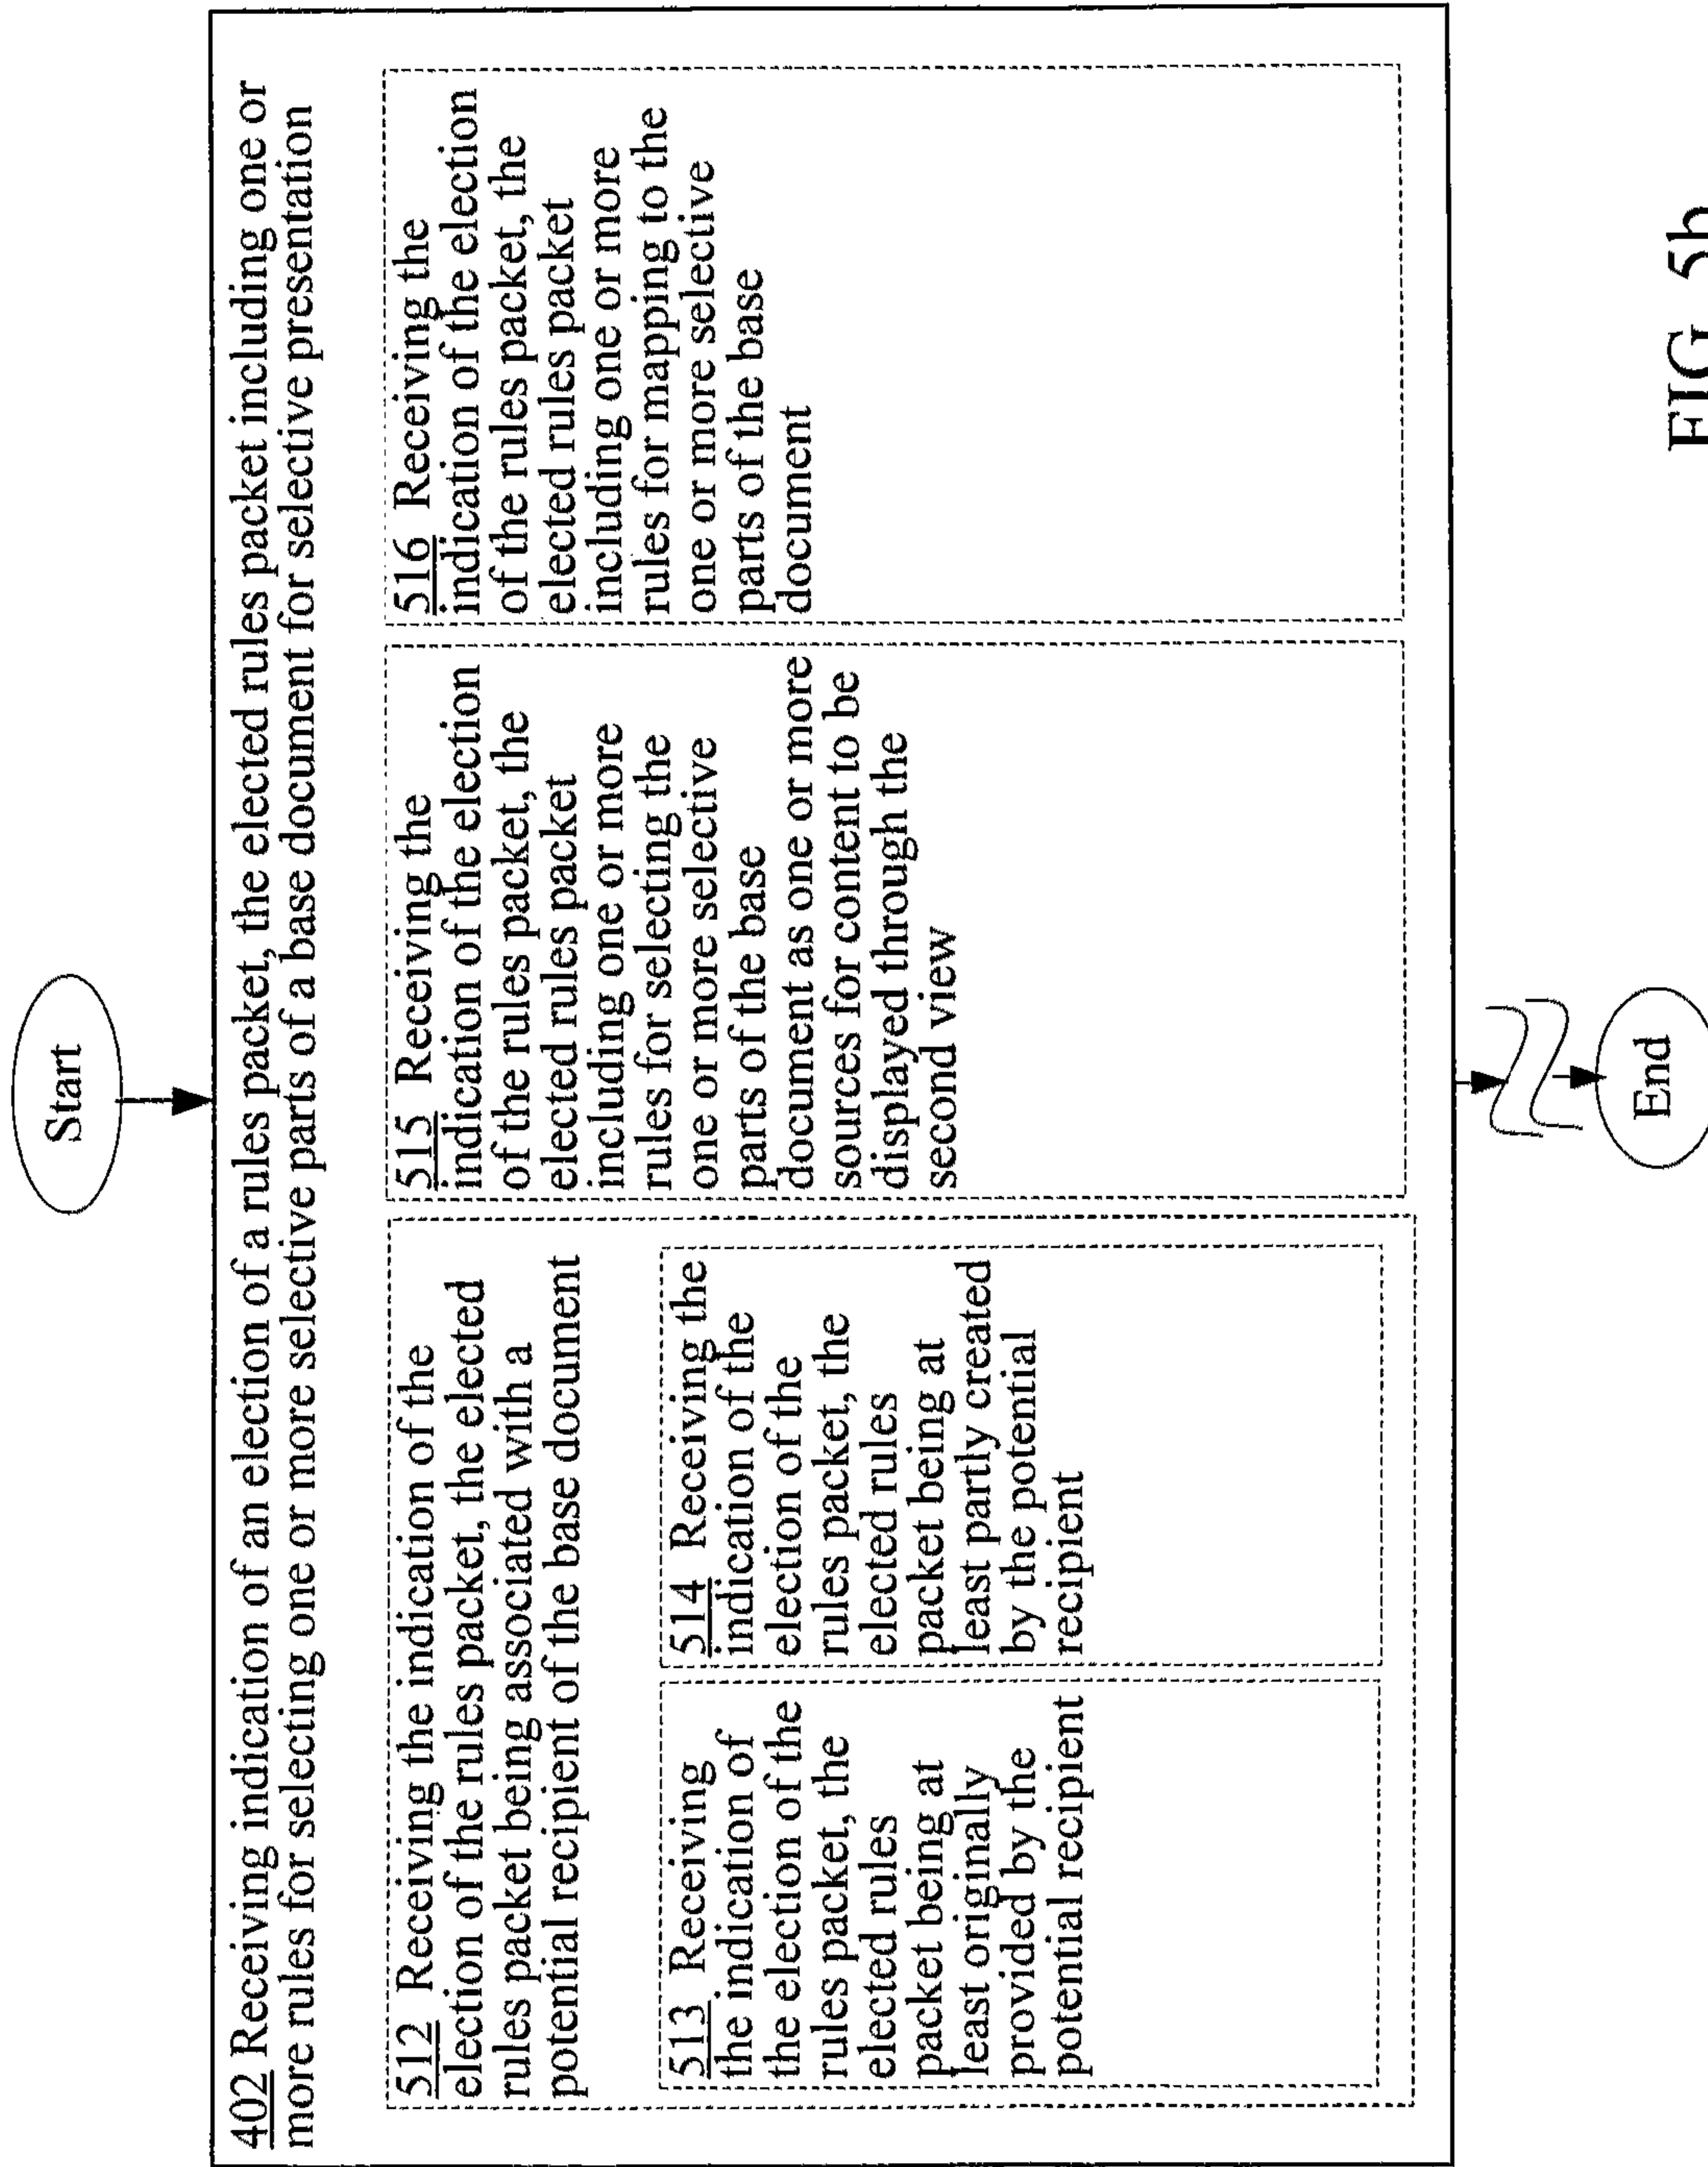 Start
402 Receiving indication of an election of a rules packet, the elected rules packet including one or
more rules for selecting one or more selective parts of a base document for selective presentation
512 Receiving the indication of the
election of the rules packet, the elected
rules packet being associated with a
potential recipient of the base document
513 Receiving
the indication of
the election of the
rules packet, the
elected rules
packet being at
least originally
provided by the
potential recipient
514 Receiving the
indication of the
election of the
rules packet, the
elected rules
packet being at
least partly created
by the potential
recipient
515 Receiving the
indication of the election
of the rules packet, the
elected rules packet
including one or more
rules for selecting the
one or more selective
parts of the base
document as one or more
sources for content to be
displayed through the
second view
516 Receiving the
indication of the election
of the rules packet, the
elected rules packet
including one or more
rules for mapping to the
one or more selective
parts of the base
document
End
FIG. 5b